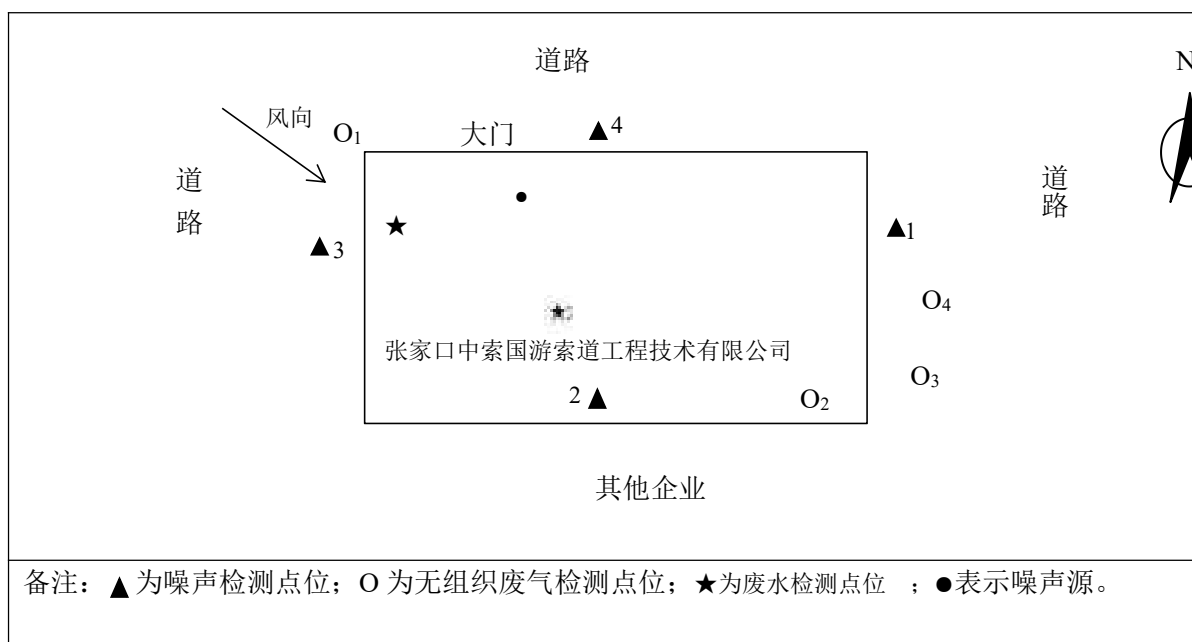 道路
N
风向
O1
大门
▲4
道路
道路
★
●
▲3
▲1
O4
张家口中索国游索道工程技术有限公司
O3
2▲
O2
其他企业
备注：▲为噪声检测点位；O为无组织废气检测点位；★为废水检测点位 ；●表示噪声源。